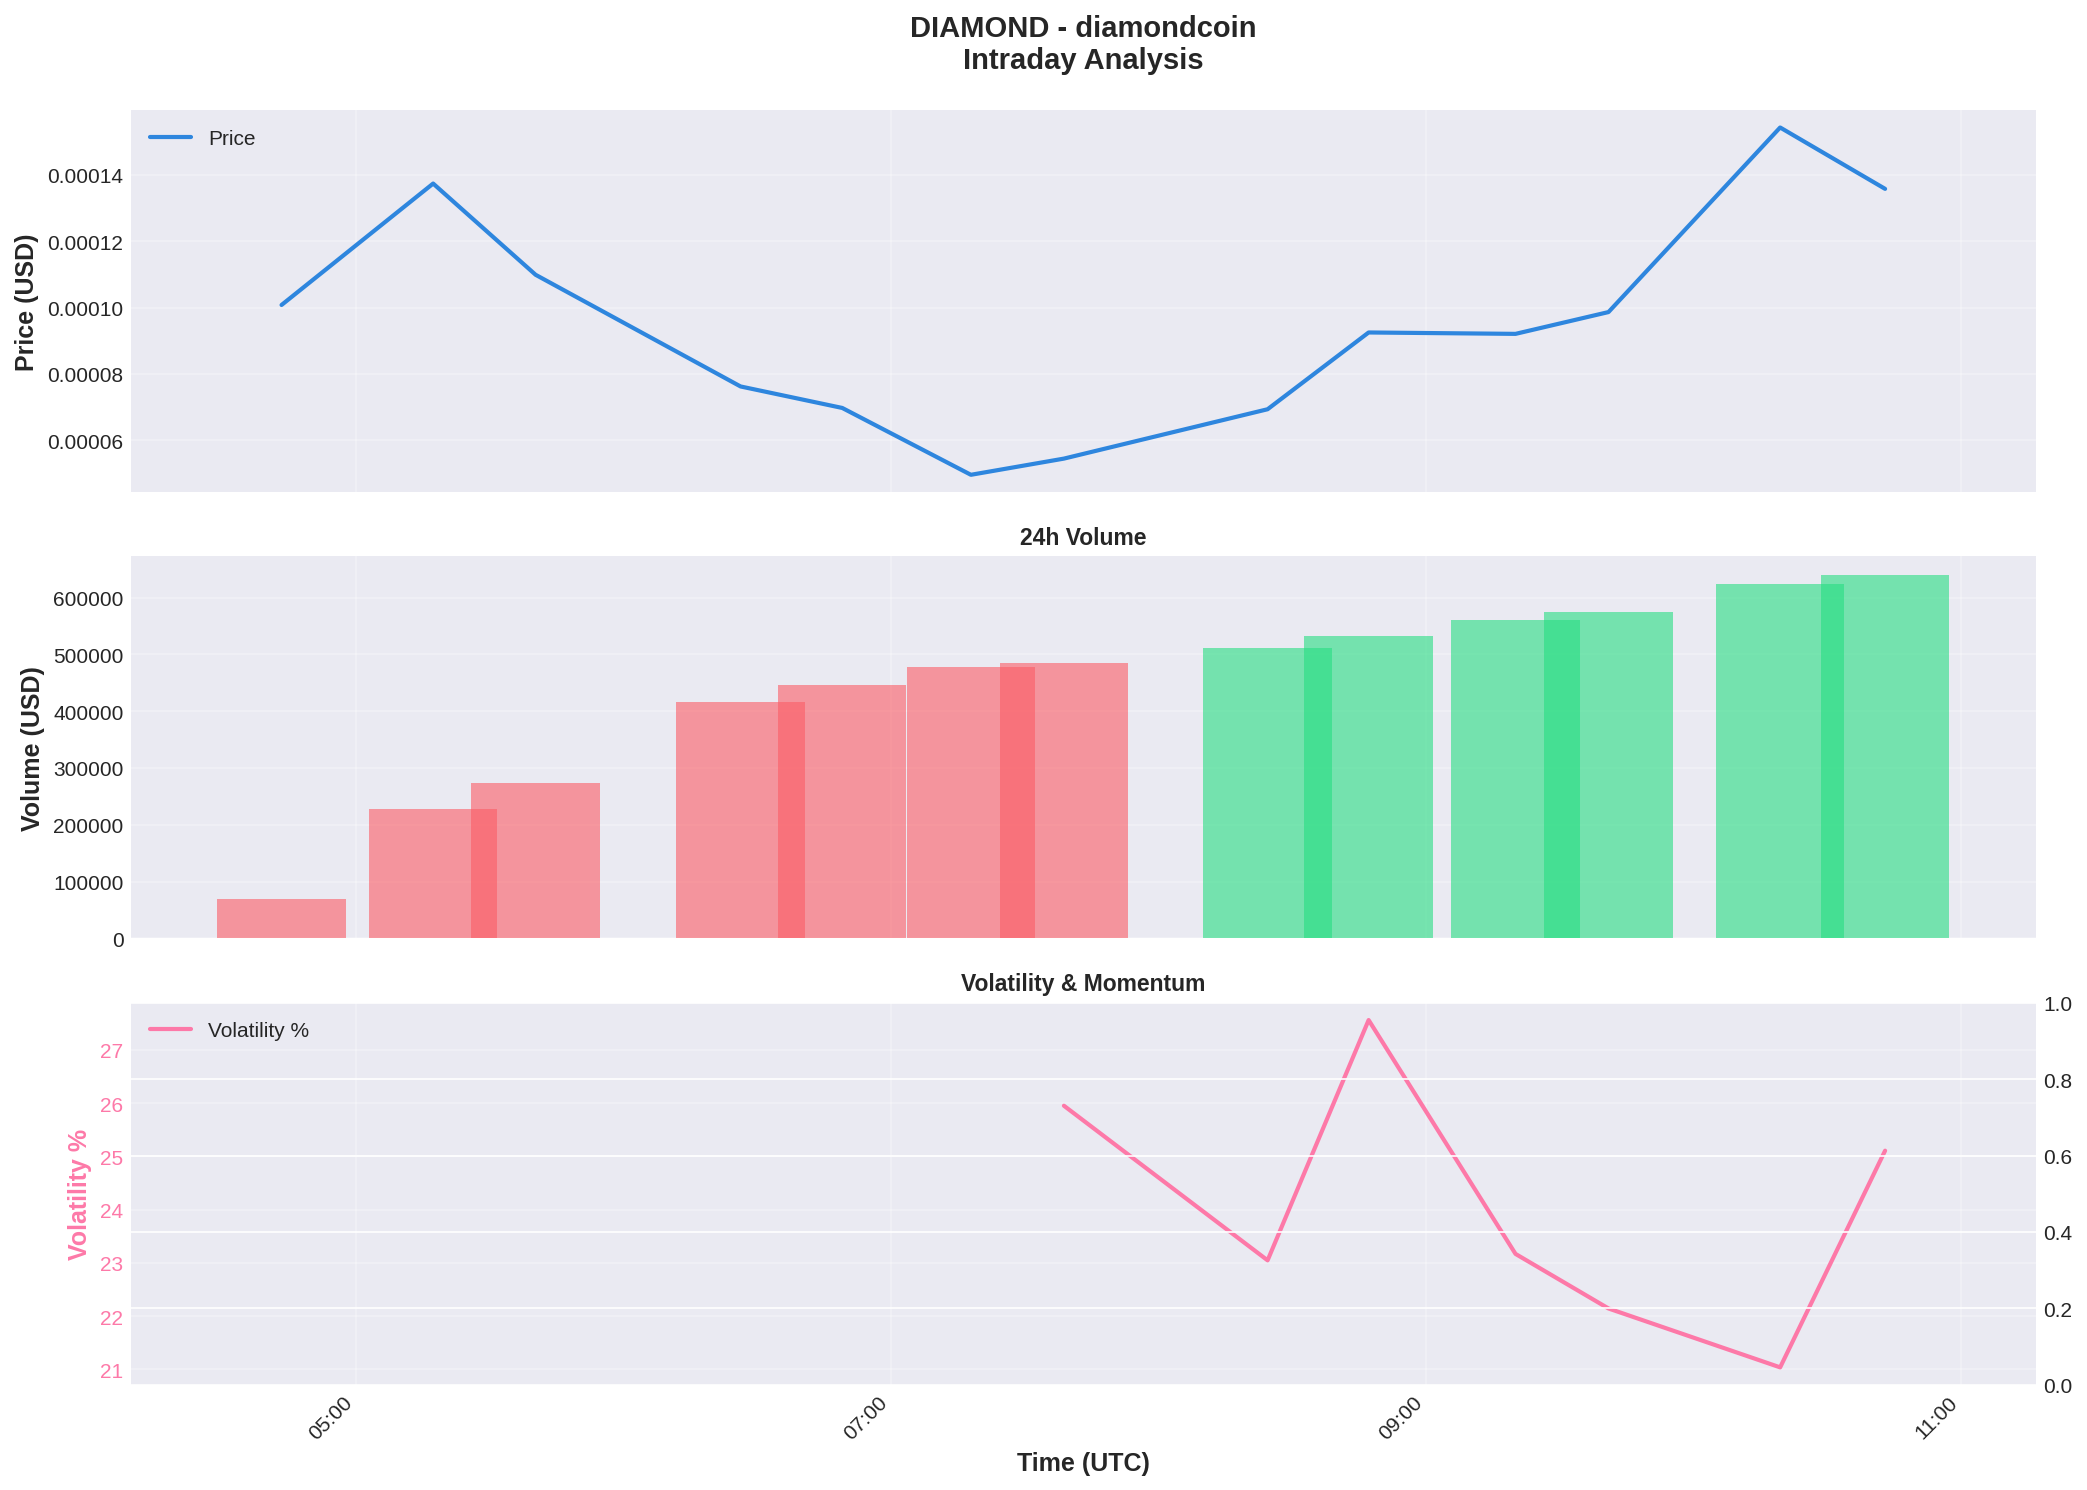 DIAMOND - diamondcoin
Intraday Analysis
Price
Price (USD)
0.00014
0.00012
0.00010
0.00008
0.00006
24h Volume
Volume (USD)
600000
500000
400000
300000
200000
100000
0
Volatility & Momentum
Volatility %
Volatility %
27
26
25
24
23
22
21
1.0
0.8
0.6
0.4
0.2
0.0
05:00
07:00
09:00
11:00
Time (UTC)